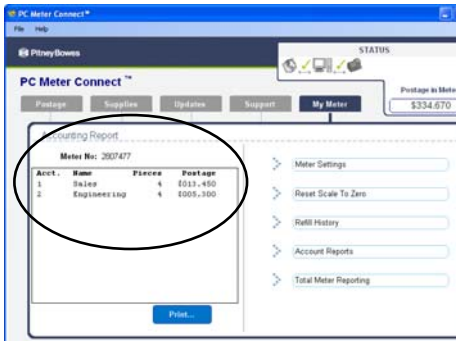 PC Meter Connect™
File Help
PitneyBowes
STATUS
PC Meter Connect ™
Postage in Meter
$334.670
Postage Supplies Updates Support My Meter
Accounting Report
Meter No: 2807477
Acct. Name Pieces Postage
1 Sales 4 $013.450
2 Engineering 4 $005.300
Meter Settings
Reset Scale To Zero
Refill History
Account Reports
Total Meter Reporting
Print...